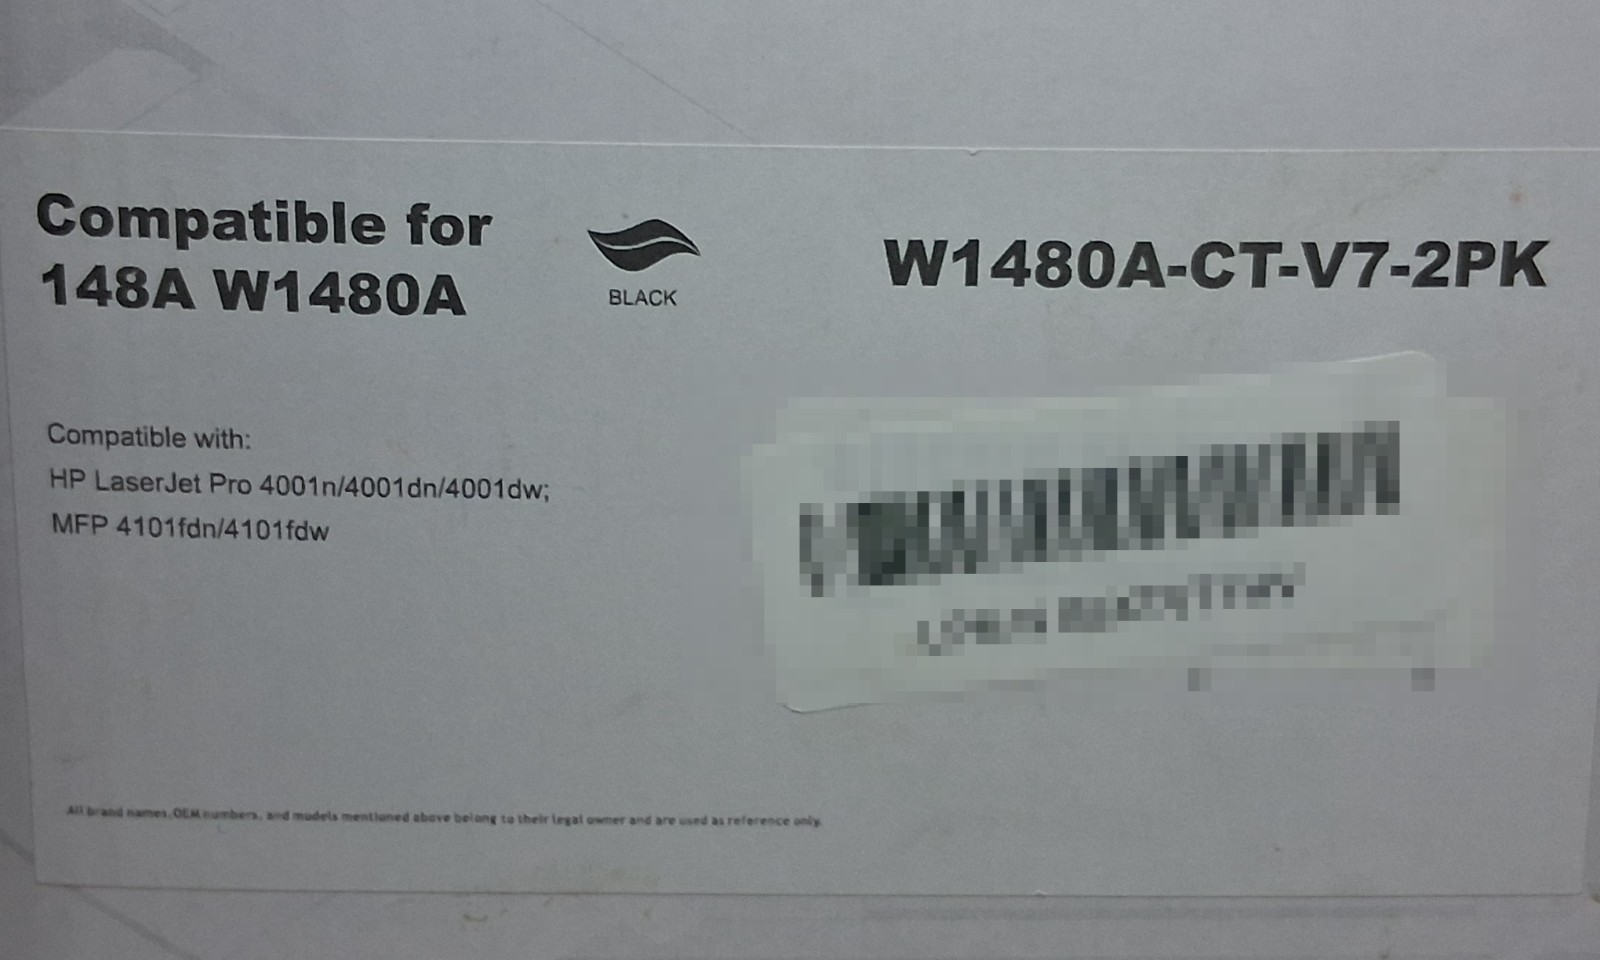 Compatible for
148A W1480A
BLACK
W1480A-CT-V7-2PK
Compatible with:
HP LaserJet Pro 4001n/4001dn/4001dw;
MFP 4101fdn/4101fdw
All brand names, OEM numbers, and models mentioned above belong to their legal owner and are used as reference only.